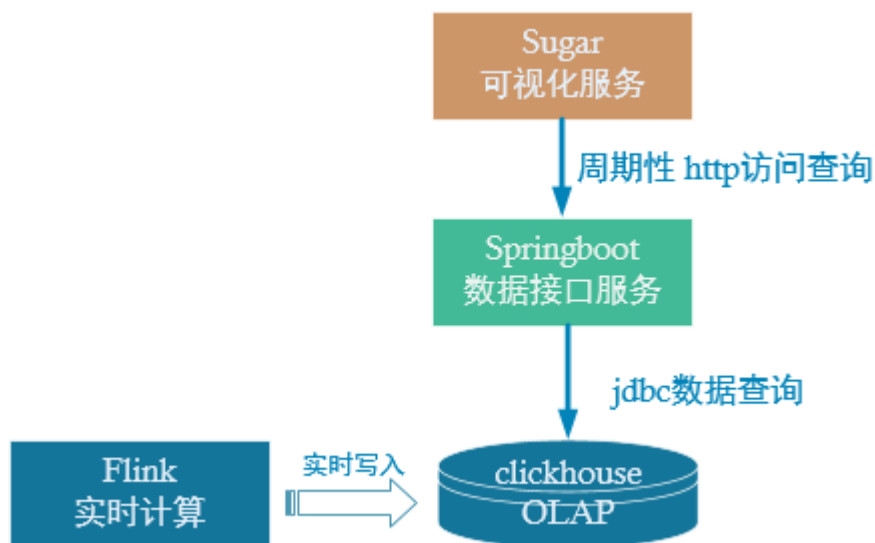 Sugar
可视化服务
周期性 http访问查询
Springboot
数据接口服务
jdbc数据查询
Flink
实时计算
实时写入
clickhouse
OLAP